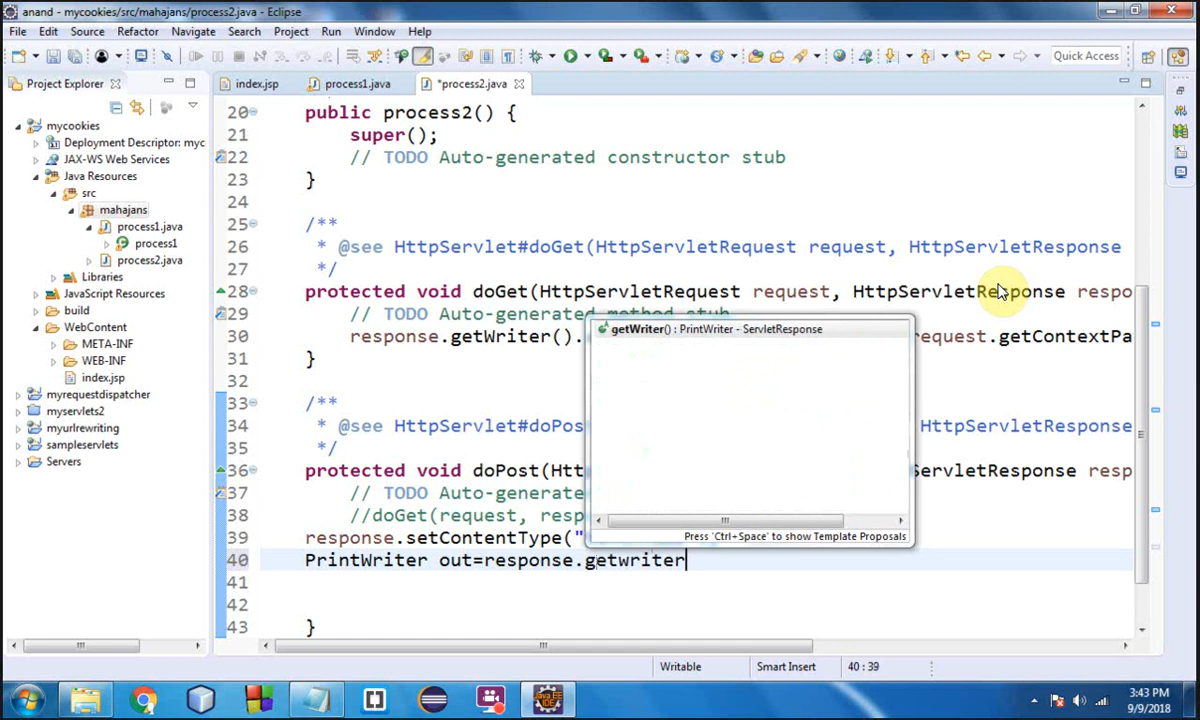 anand - mycookies/src/mahajans/process2.java - Eclipse
File Edit Source Refactor Navigate Search Project Run Window Help
Quick Access
Project Explorer
index.jsp process1.java *process2.java
mycookies
Deployment Descriptor: myc
JAX-WS Web Services
Java Resources
src
mahajans
process1.java
process1
process2.java
Libraries
JavaScript Resources
build
WebContent
META-INF
WEB-INF
index.jsp
myrequestdispatcher
myservlets2
myurlrewriting
sampleservlets
Servers
20 public process2() {
21 super();
22 // TODO Auto-generated constructor stub
23 }
24
25 /**
26 * @see HttpServlet#doGet(HttpServletRequest request, HttpServletResponse
27 */
28 protected void doGet(HttpServletRequest request, HttpServletResponse respo
29 // TODO Auto-generated method stub
30 response.getWriter(). request.getContextPa
31 }
32
33 /**
34 * @see HttpServlet#doPos HttpServletResponse
35 */
36 protected void doPost(Htt ServletResponse resp
37 // TODO Auto-generated
38 //doGet(request, resp
39 response.setContentType("
40 PrintWriter out=response.getwriter
41
42
43 }
getWriter() : PrintWriter - ServletResponse
Press 'Ctrl+Space' to show Template Proposals
Writable Smart Insert 40 : 39
3:43 PM
9/9/2018